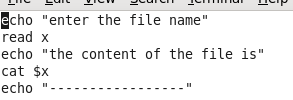 echo "enter the file name"
read x
echo "the content of the file is"
cat $x
echo "-----------------"